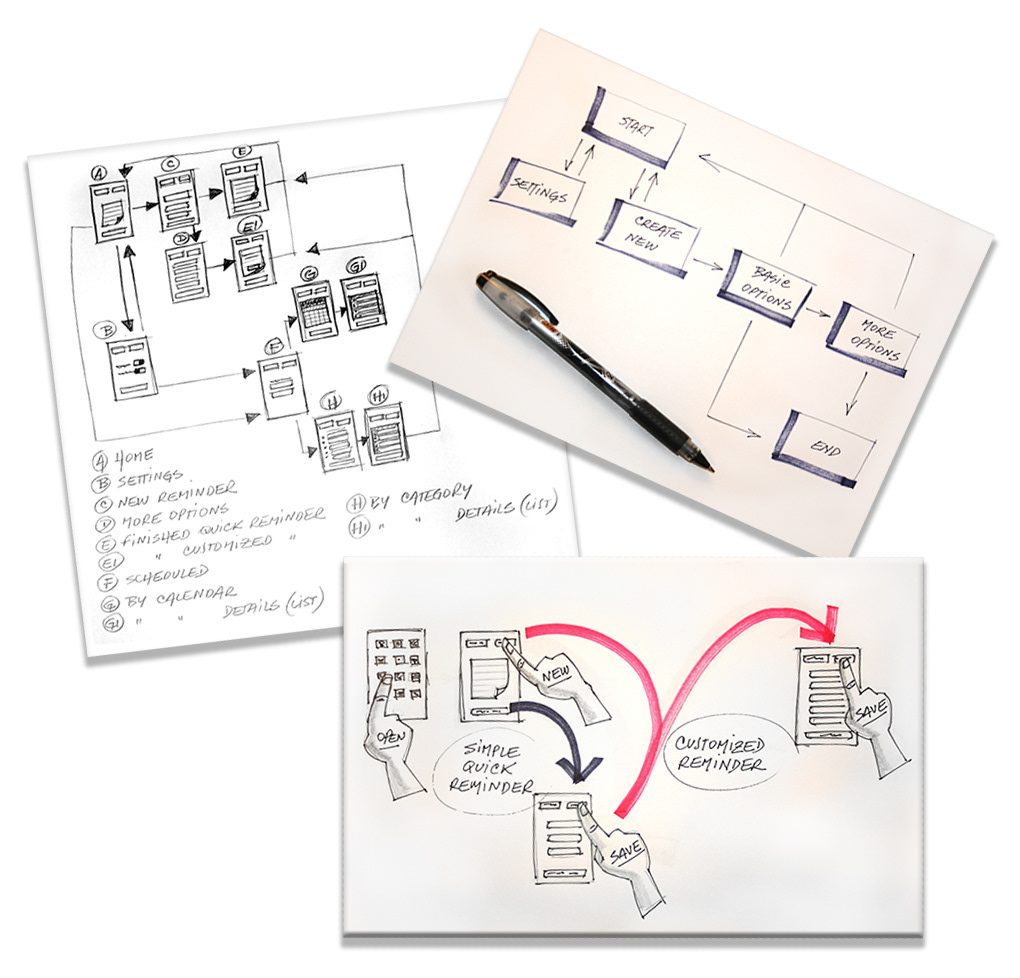 A
C
E
D
E1
B
G
G1
F
H
H1
A HOME
B SETTINGS
C NEW REMINDER
D MORE OPTIONS
E FINISHED QUICK REMINDER
E1 " CUSTOMIZED "
F SCHEDULED
G BY CALENDAR
G1 " " DETAILS (LIST)
H BY CATEGORY
H1 " " DETAILS (LIST)
START
SETTINGS
CREATE
NEW
BASIC
OPTIONS
MORE
OPTIONS
END
OPEN
NEW
SIMPLE
QUICK
REMINDER
SAVE
CUSTOMIZED
REMINDER
SAVE